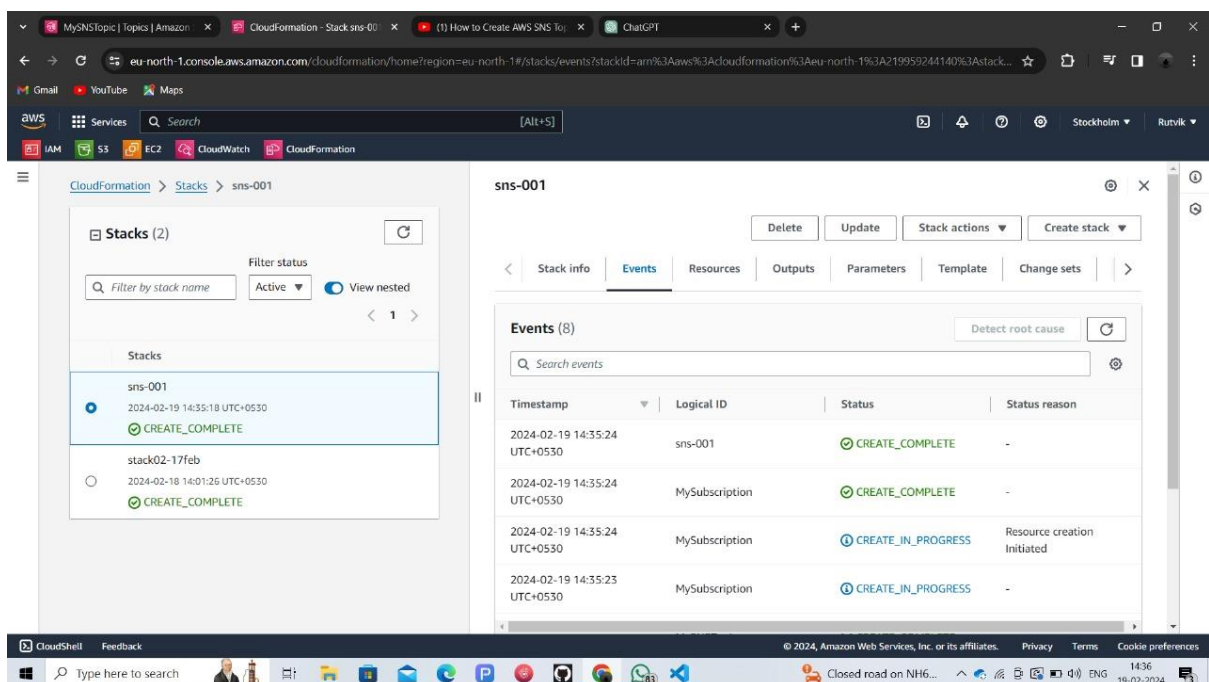 MySNSTopic | Topics | Amazon
CloudFormation - Stack sns-00
(1) How to Create AWS SNS Top
ChatGPT
eu-north-1.console.aws.amazon.com/cloudformation/home?region=eu-north-1#/stacks/events?stackId=arn%3Aaws%3Acloudformation%3Aeu-north-1%3A219959244140%3Astack...
Gmail YouTube Maps
aws Services Search [Alt+S] Stockholm ▼ Rutvik ▼
IAM S3 EC2 CloudWatch CloudFormation
CloudFormation > Stacks > sns-001
Stacks (2)
Filter status
Filter by stack name Active ▼ View nested
< 1 >
Stacks
sns-001
2024-02-19 14:35:18 UTC+0530
CREATE_COMPLETE
stack02-17feb
2024-02-18 14:01:26 UTC+0530
CREATE_COMPLETE
sns-001
Delete Update Stack actions ▼ Create stack ▼
< Stack info Events Resources Outputs Parameters Template Change sets >
Events (8)
Detect root cause
Search events
Timestamp Logical ID Status Status reason
2024-02-19 14:35:24 UTC+0530 sns-001 CREATE_COMPLETE -
2024-02-19 14:35:24 UTC+0530 MySubscription CREATE_COMPLETE -
2024-02-19 14:35:24 UTC+0530 MySubscription CREATE_IN_PROGRESS Resource creation Initiated
2024-02-19 14:35:23 UTC+0530 MySubscription CREATE_IN_PROGRESS -
CloudShell Feedback © 2024, Amazon Web Services, Inc. or its affiliates. Privacy Terms Cookie preferences
Type here to search Closed road on NH6... ENG 14:36
19-02-2024